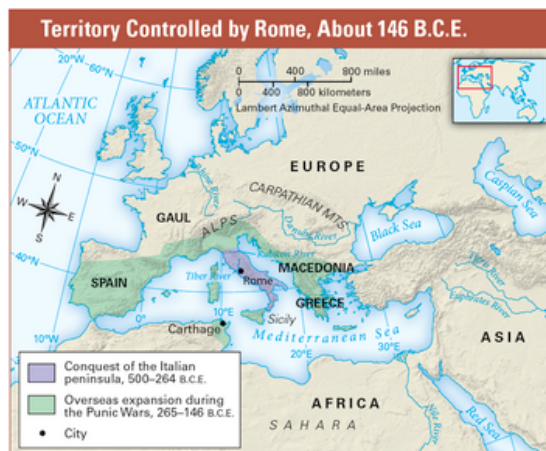 Territory Controlled by Rome, About 146 B.C.E.
20°W
60°N
0 400 800 miles
0 400 800 kilometers
Lambert Azimuthal Equal-Area Projection
ATLANTIC
OCEAN
50°N
EUROPE
N
W E
S
CARPATHIAN MTS.
Caspian Sea
GAUL
ALPS
Danube River
Black Sea
40°N
Rubicon River
SPAIN
Tiber River
Rome
MACEDONIA
GREECE
Tigris River
Euphrates River
0°
10°E
Sicily
Carthage
Mediterranean Sea
10°W
20°E
30°E
ASIA
Conquest of the Italian
peninsula, 500–264 B.C.E.
Overseas expansion during
the Punic Wars, 265–146 B.C.E.
City
AFRICA
SAHARA
Nile River
Red Sea